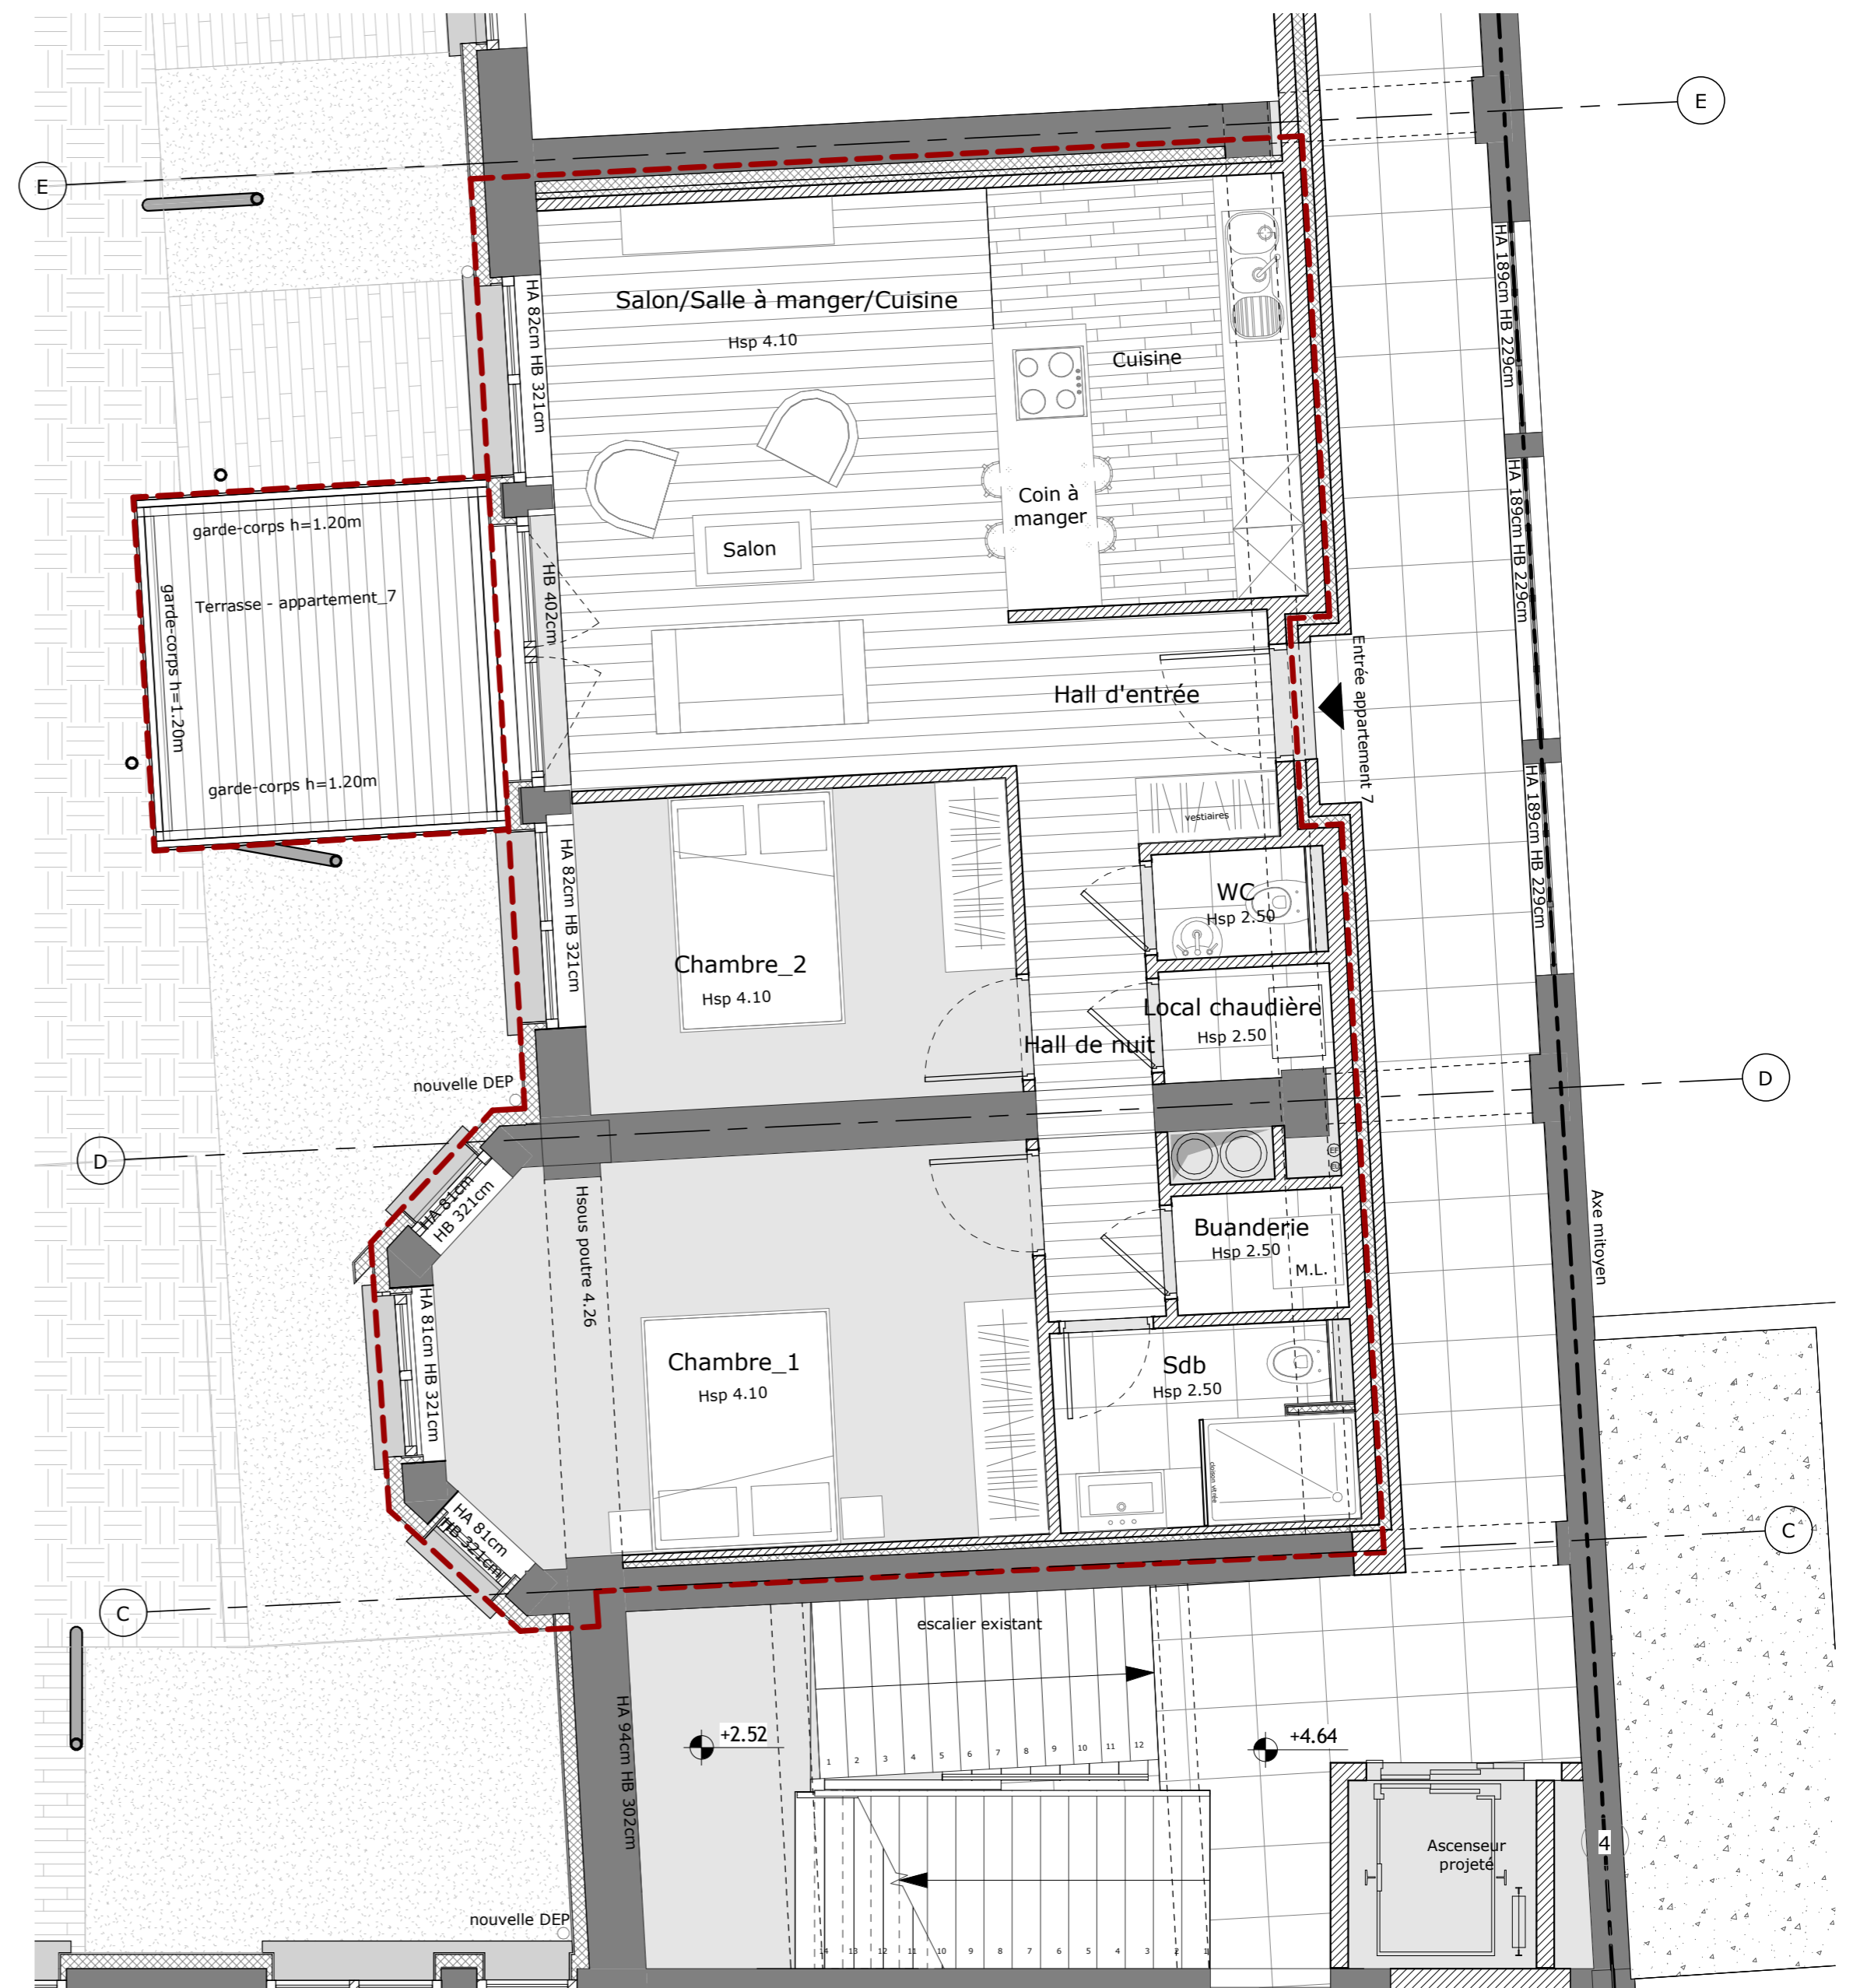 E
E
HA 189cm HB 229cm
Salon/Salle à manger/Cuisine
Hsp 4.10
HA 82cm HB 321cm
Cuisine
Coin à
manger
Salon
HA 189cm HB 229cm
garde-corps h=1.20m
Terrasse - appartement_7
garde-corps h=1.20m
garde-corps h=1.20m
HB 402cm
Hall d'entrée
Entrée appartement 7
HA 189cm HB 229cm
vestiaires
HA 82cm HB 321cm
WC
Hsp 2.50
Chambre_2
Hsp 4.10
Local chaudière
Hsp 2.50
Hall de nuit
nouvelle DEP
D
D
EF
EU
HA 81cm
HB 321cm
Hsous poutre 4.26
Axe mitoyen
Buanderie
Hsp 2.50
M.L.
HA 81cm HB 321cm
Chambre_1
Hsp 4.10
Sdb
Hsp 2.50
cloison vitrée
HA 81cm
HB 321cm
C
C
escalier existant
HA 94cm HB 302cm
+2.52
+4.64
1 2 3 4 5 6 7 8 9 10 11 12
Ascenseur
projeté
4
nouvelle DEP
14 13 12 11 10 9 8 7 6 5 4 3 2 1